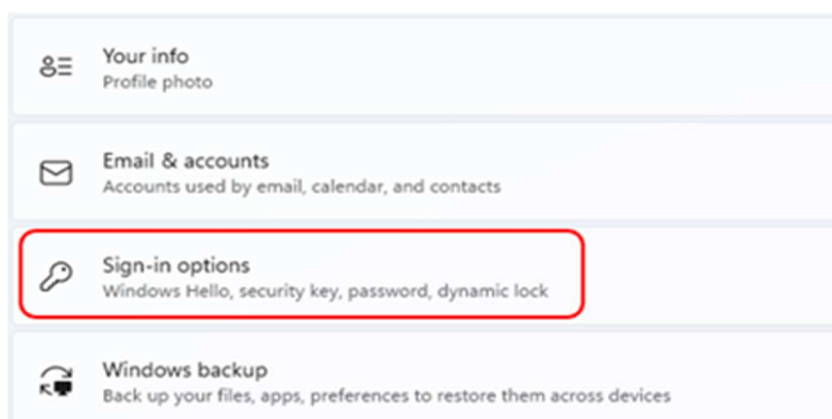 Your info
Profile photo
Email & accounts
Accounts used by email, calendar, and contacts
Sign-in options
Windows Hello, security key, password, dynamic lock
Windows backup
Back up your files, apps, preferences to restore them across devices